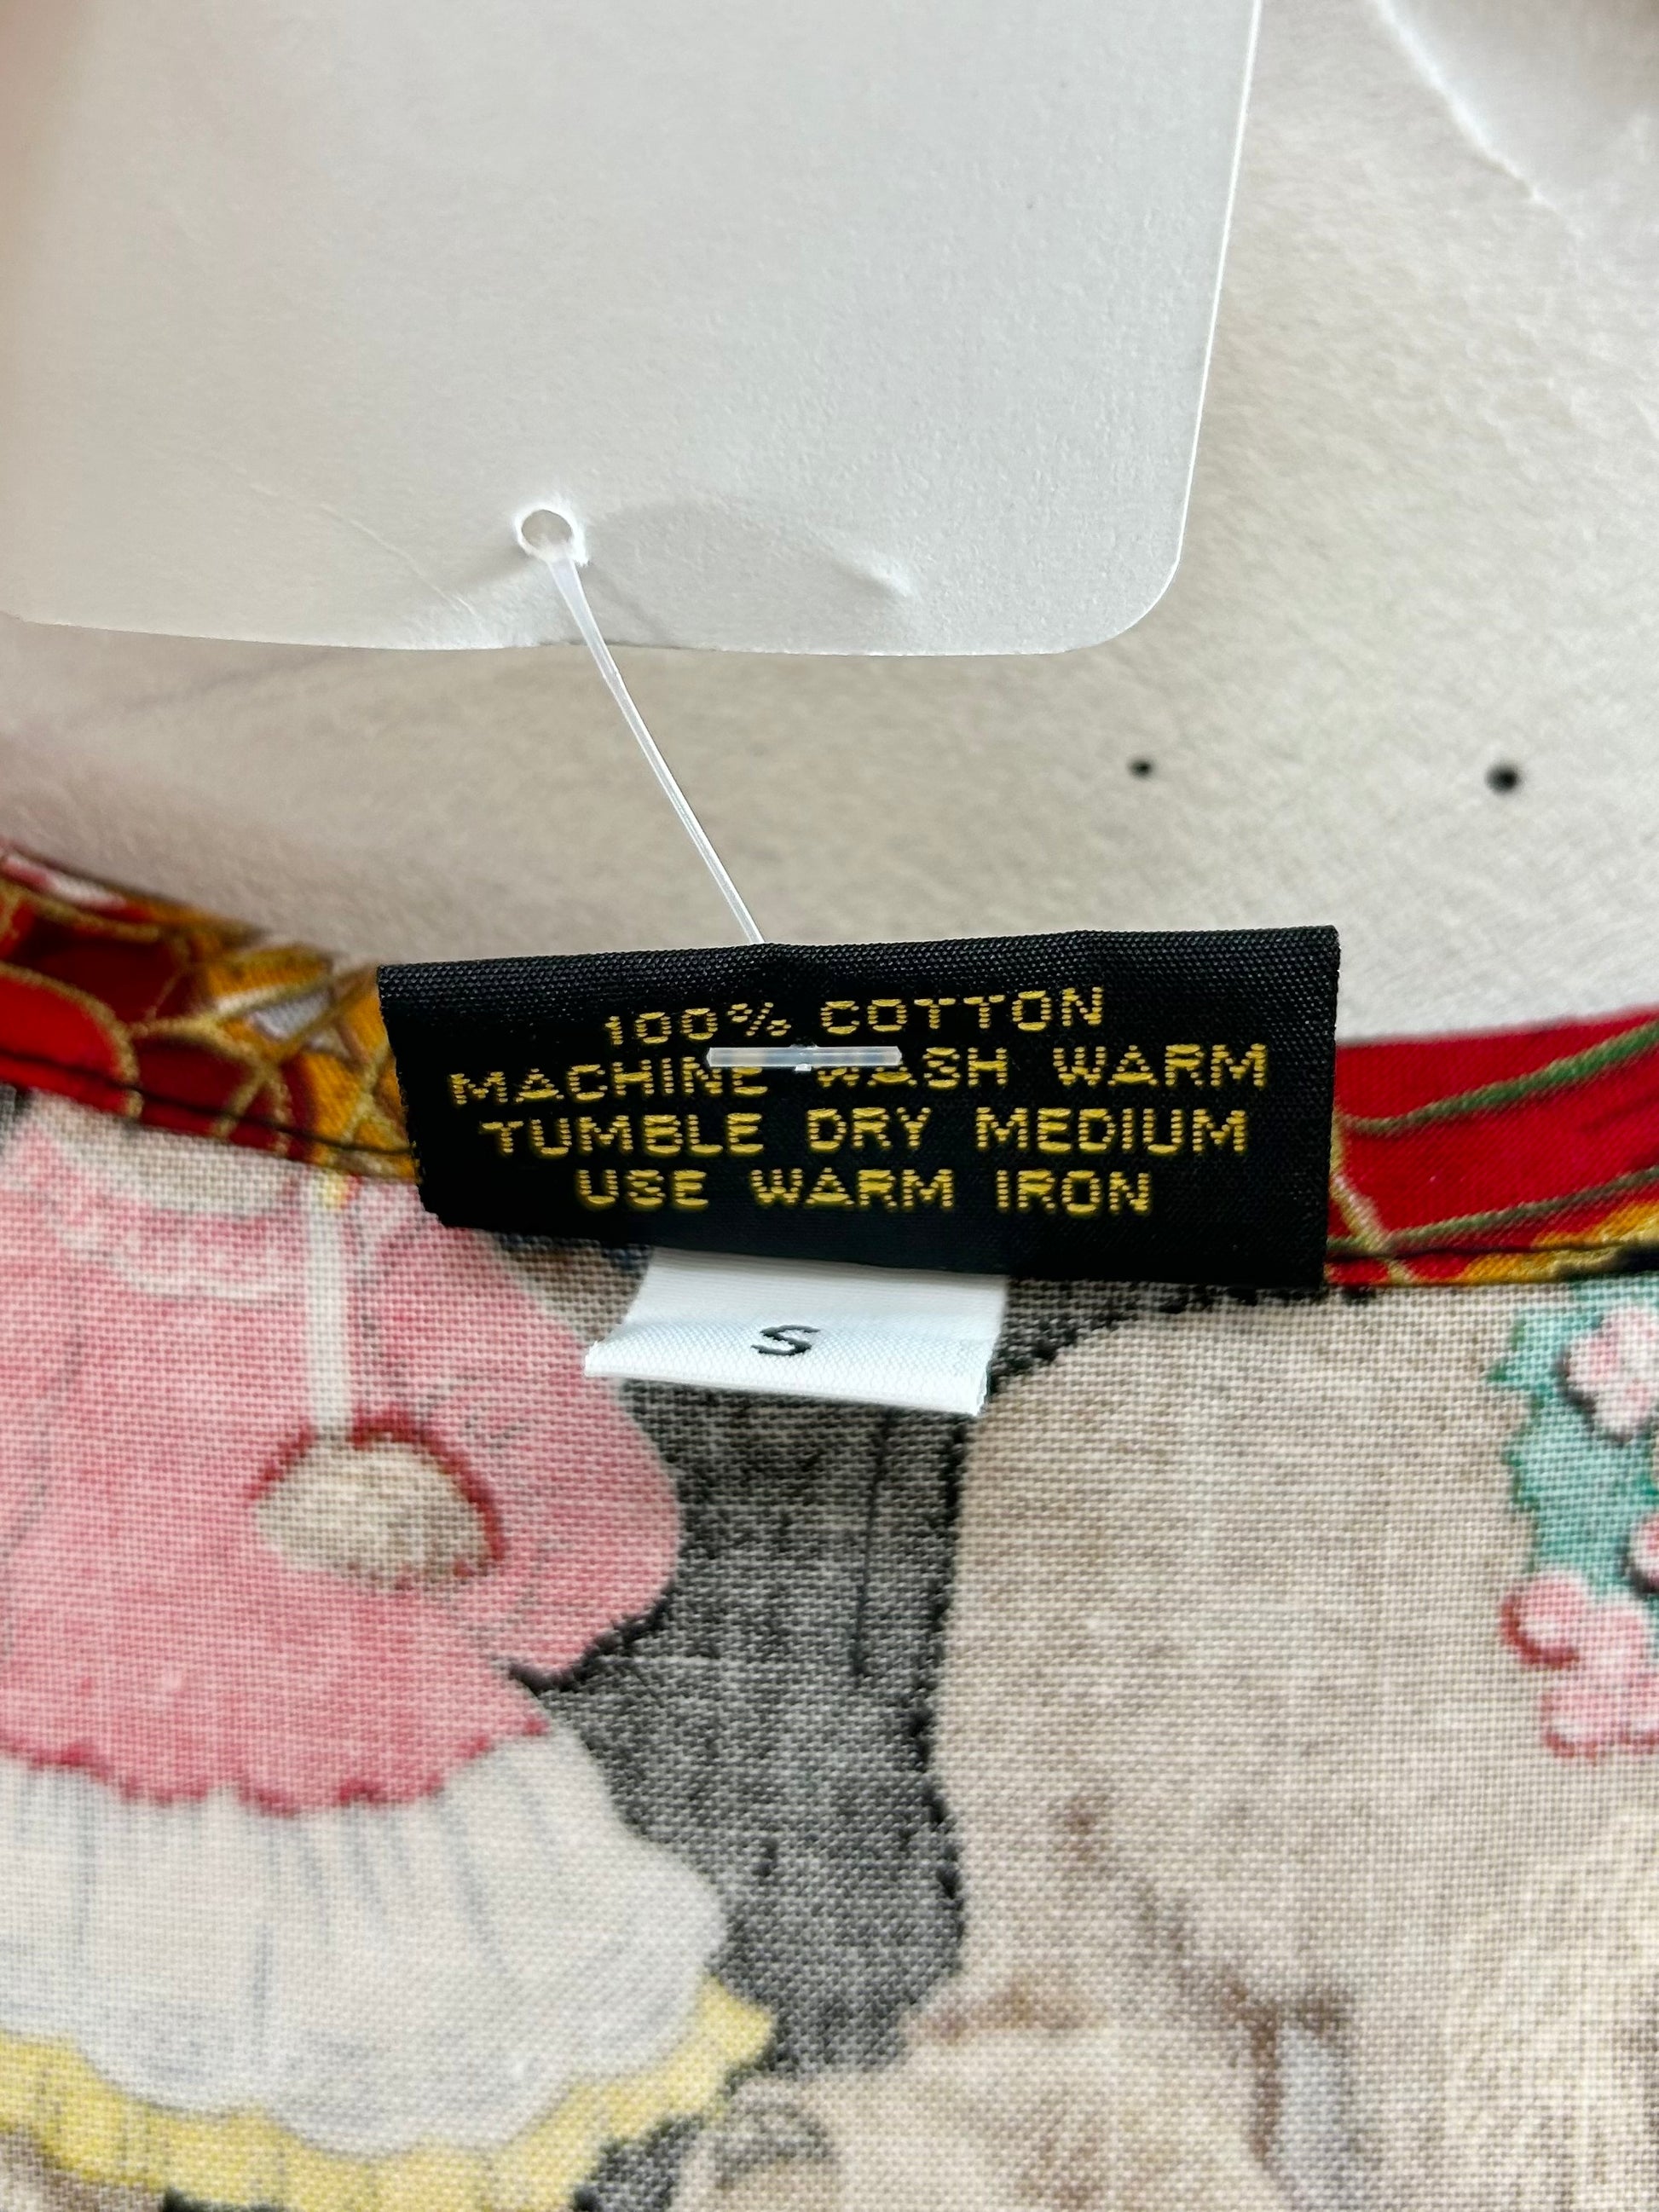 100% COTTON
MACHINE WASH WARM
TUMBLE DRY MEDIUM
USE WARM IRON
S